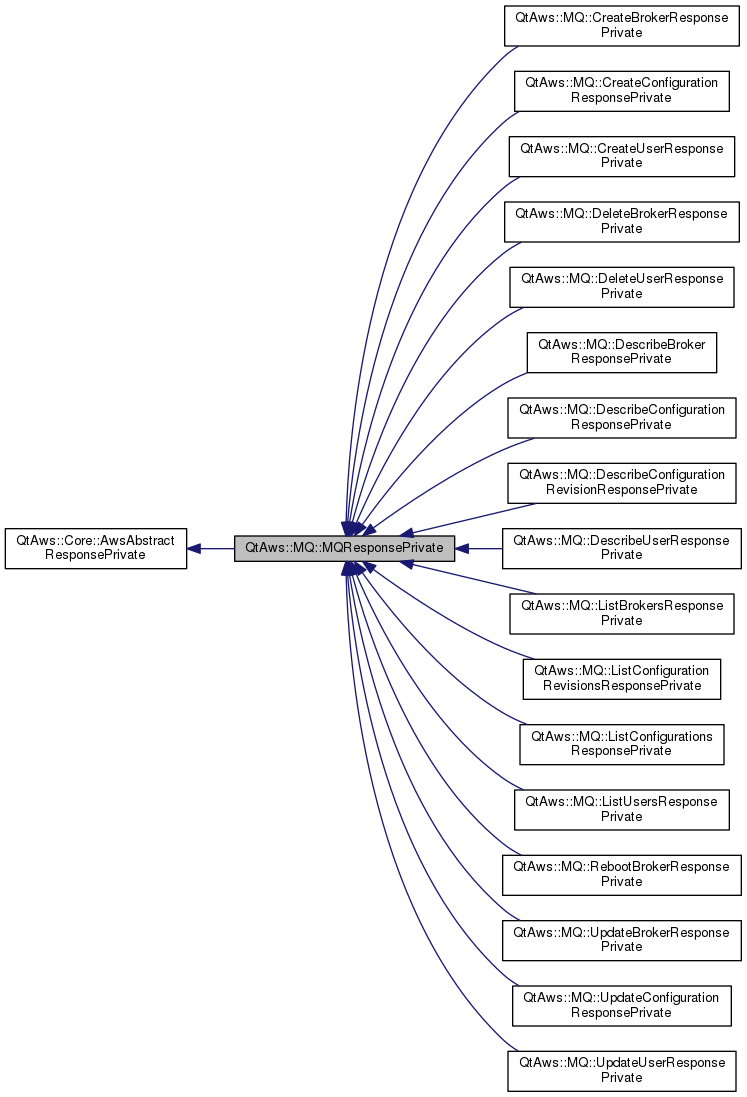 QtAws::MQ::CreateBrokerResponse
Private
QtAws::MQ::CreateConfiguration
ResponsePrivate
QtAws::MQ::CreateUserResponse
Private
QtAws::MQ::DeleteBrokerResponse
Private
QtAws::MQ::DeleteUserResponse
Private
QtAws::MQ::DescribeBroker
ResponsePrivate
QtAws::MQ::DescribeConfiguration
ResponsePrivate
QtAws::MQ::DescribeConfiguration
RevisionResponsePrivate
QtAws::Core::AwsAbstract
ResponsePrivate
QtAws::MQ::MQResponsePrivate
QtAws::MQ::DescribeUserResponse
Private
QtAws::MQ::ListBrokersResponse
Private
QtAws::MQ::ListConfiguration
RevisionsResponsePrivate
QtAws::MQ::ListConfigurations
ResponsePrivate
QtAws::MQ::ListUsersResponse
Private
QtAws::MQ::RebootBrokerResponse
Private
QtAws::MQ::UpdateBrokerResponse
Private
QtAws::MQ::UpdateConfiguration
ResponsePrivate
QtAws::MQ::UpdateUserResponse
Private